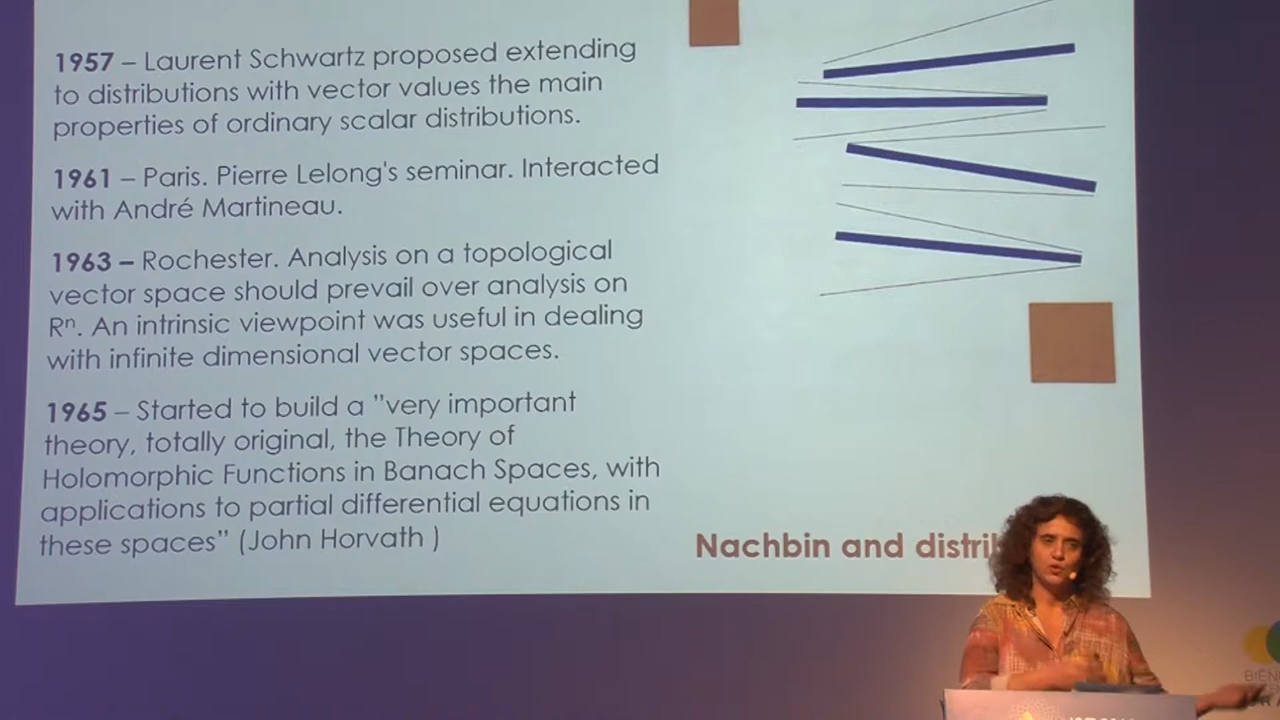 1957 – Laurent Schwartz proposed extending
to distributions with vector values the main
properties of ordinary scalar distributions.
1961 – Paris. Pierre Lelong's seminar. Interacted
with André Martineau.
1963 – Rochester. Analysis on a topological
vector space should prevail over analysis on
Rⁿ. An intrinsic viewpoint was useful in dealing
with infinite dimensional vector spaces.
1965 – Started to build a ”very important
theory, totally original, the Theory of
Holomorphic Functions in Banach Spaces, with
applications to partial differential equations in
these spaces” (John Horvath )
Nachbin and